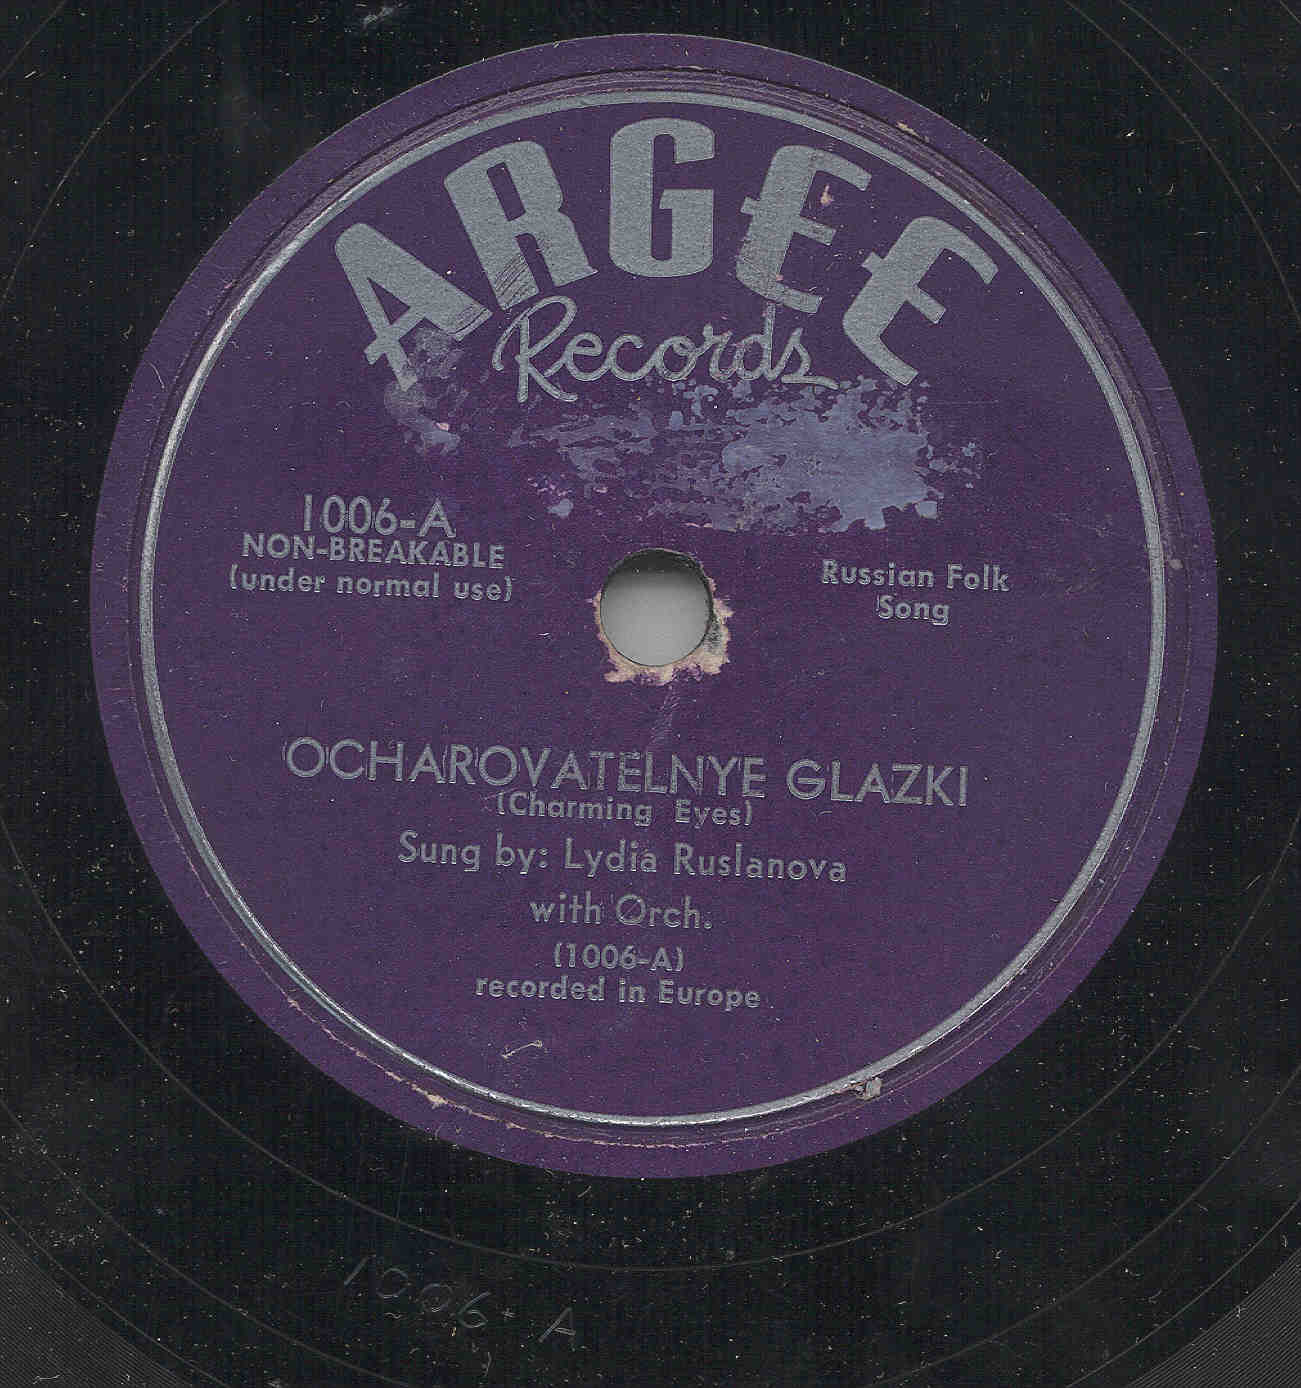 ARGEE
Records
1006-A
NON-BREAKABLE
(under normal use)
Russian Folk
Song
OCHAROVATELNYE GLAZKI
(Charming Eyes)
Sung by: Lydia Ruslanova
with Orch.
(1006-A)
recorded in Europe
1006-A